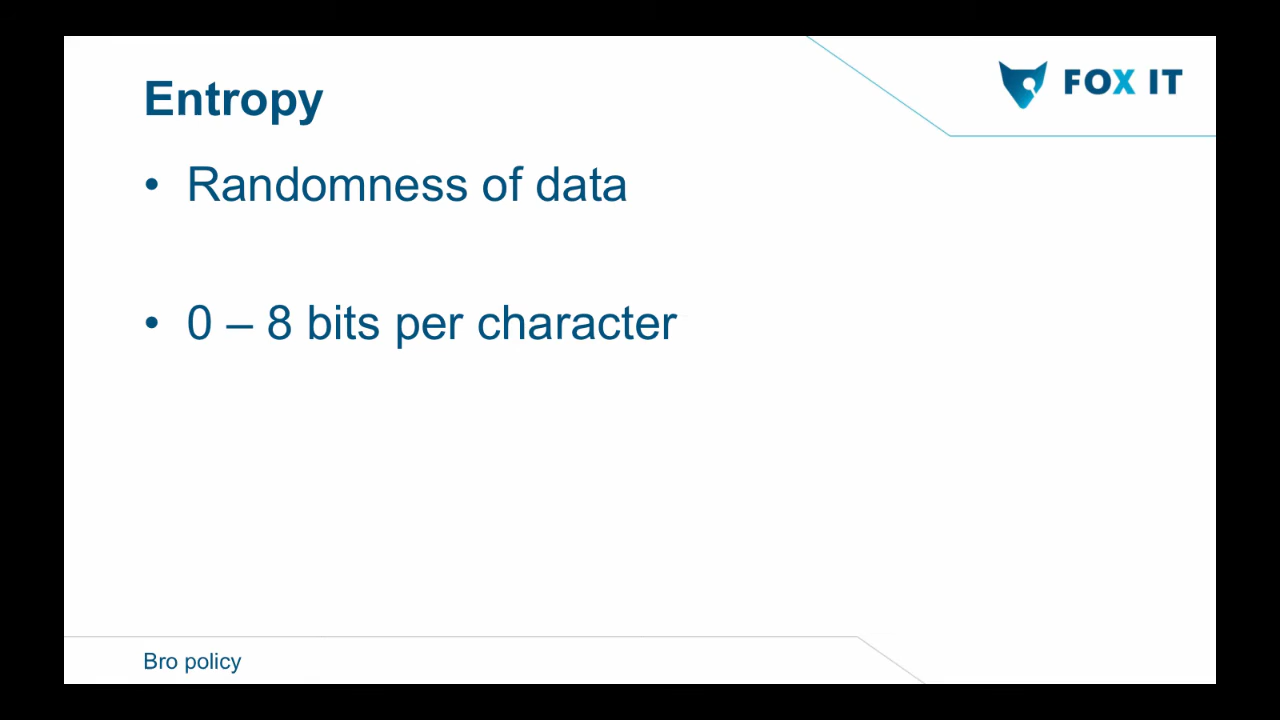 Entropy
FOX IT
• Randomness of data
• 0 – 8 bits per character
Bro policy